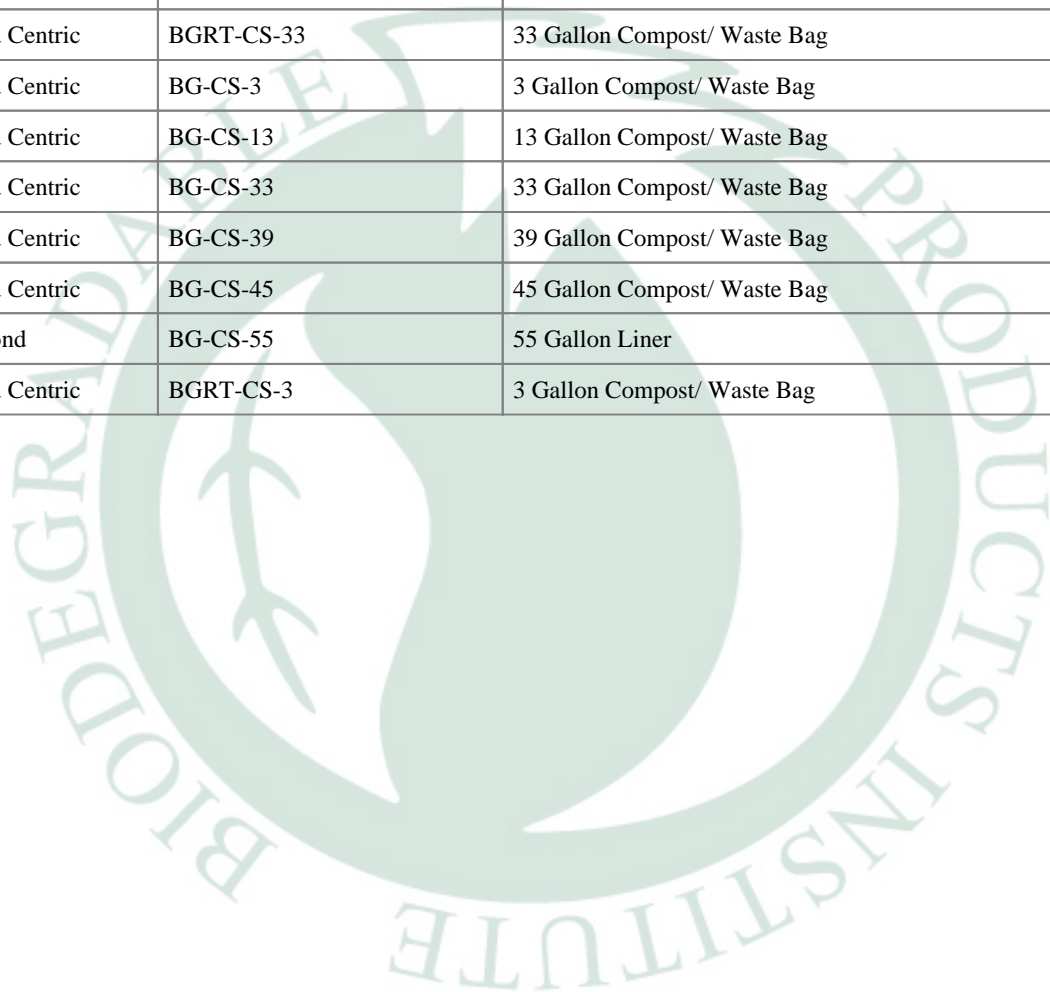 Centric BGRT-CS-33 33 Gallon Compost/ Waste Bag
Centric BG-CS-3 3 Gallon Compost/ Waste Bag
Centric BG-CS-13 13 Gallon Compost/ Waste Bag
Centric BG-CS-33 33 Gallon Compost/ Waste Bag
Centric BG-CS-39 39 Gallon Compost/ Waste Bag
Centric BG-CS-45 45 Gallon Compost/ Waste Bag
ond BG-CS-55 55 Gallon Liner
Centric BGRT-CS-3 3 Gallon Compost/ Waste Bag
BIODEGRADABLE PRODUCTS INSTITUTE